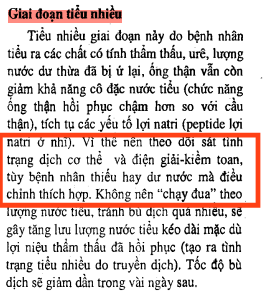 Giai đoạn tiểu nhiều
Tiểu nhiều giai đoạn này do bệnh nhân
tiểu ra các chất có tính thẩm thấu, urê, lượng
nước dư thừa đã bị ứ lại, ống thận vẫn còn
giảm khả năng cô đặc nước tiểu (chức năng
ống thận hồi phục chậm hơn so với cầu
thận), tích tụ các yếu tố lợi natri (peptide lợi
natri ở nhĩ). Vì thế nên theo dõi sát tình
trạng dịch cơ thể và điện giải-kiềm toan,
tùy bệnh nhân thiếu hay dư nước mà điều
chỉnh thích hợp. Không nên “chạy đua” theo
lượng nước tiểu, tránh bù dịch quá nhiều, sẽ
gây tăng lưu lượng nước tiểu kéo dài mặc dù
lợi niệu thẩm thấu đã hồi phục (tạo ra tình
trạng tiểu nhiều do truyền dịch). Tốc độ bù
dịch sẽ giảm dần trong vài ngày sau.